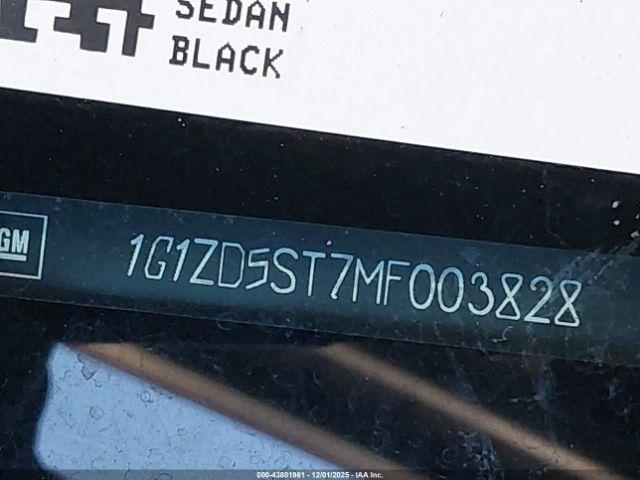 SEDAN
BLACK
GM
1G1ZD5ST7MF003828
000-43801961 - 12/01/2025 - IAA Inc.